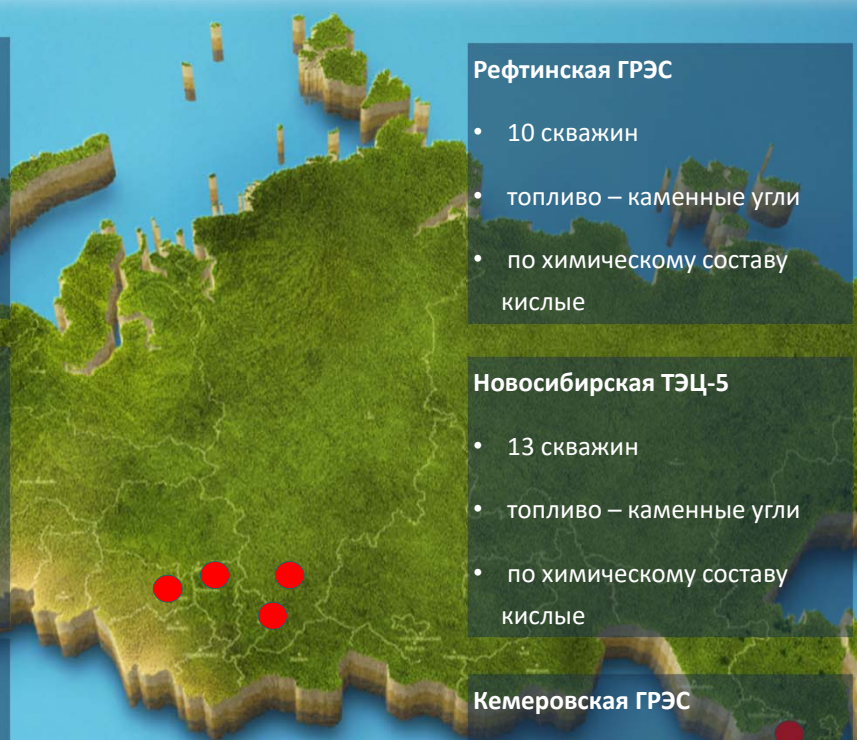 Рефтинская ГРЭС
• 10 скважин
• топливо – каменные угли
• по химическому составу
кислые
Новосибирская ТЭЦ-5
• 13 скважин
• топливо – каменные угли
• по химическому составу
кислые
Кемеровская ГРЭС